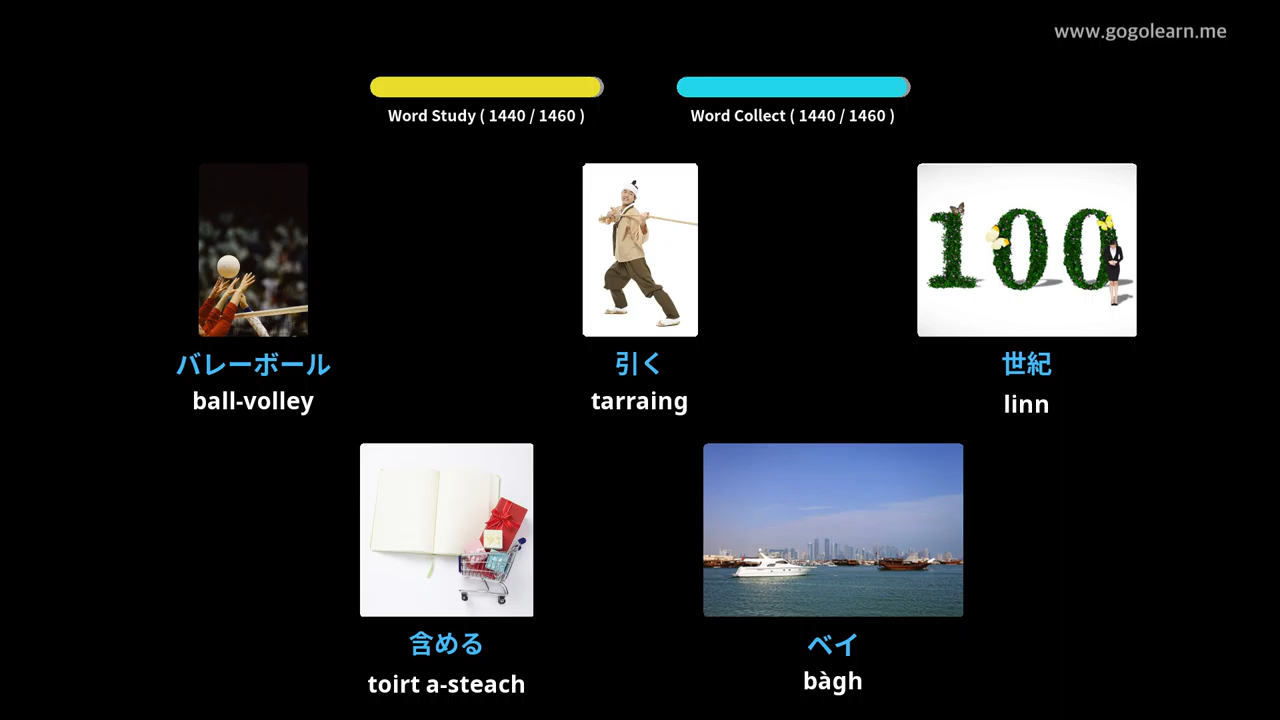 www.gogolearn.me
Word Study ( 1440 / 1460 )
Word Collect ( 1440 / 1460 )
100
バレーボール
ball-volley
引く
tarraing
世紀
linn
含める
toirt a-steach
ベイ
bàgh